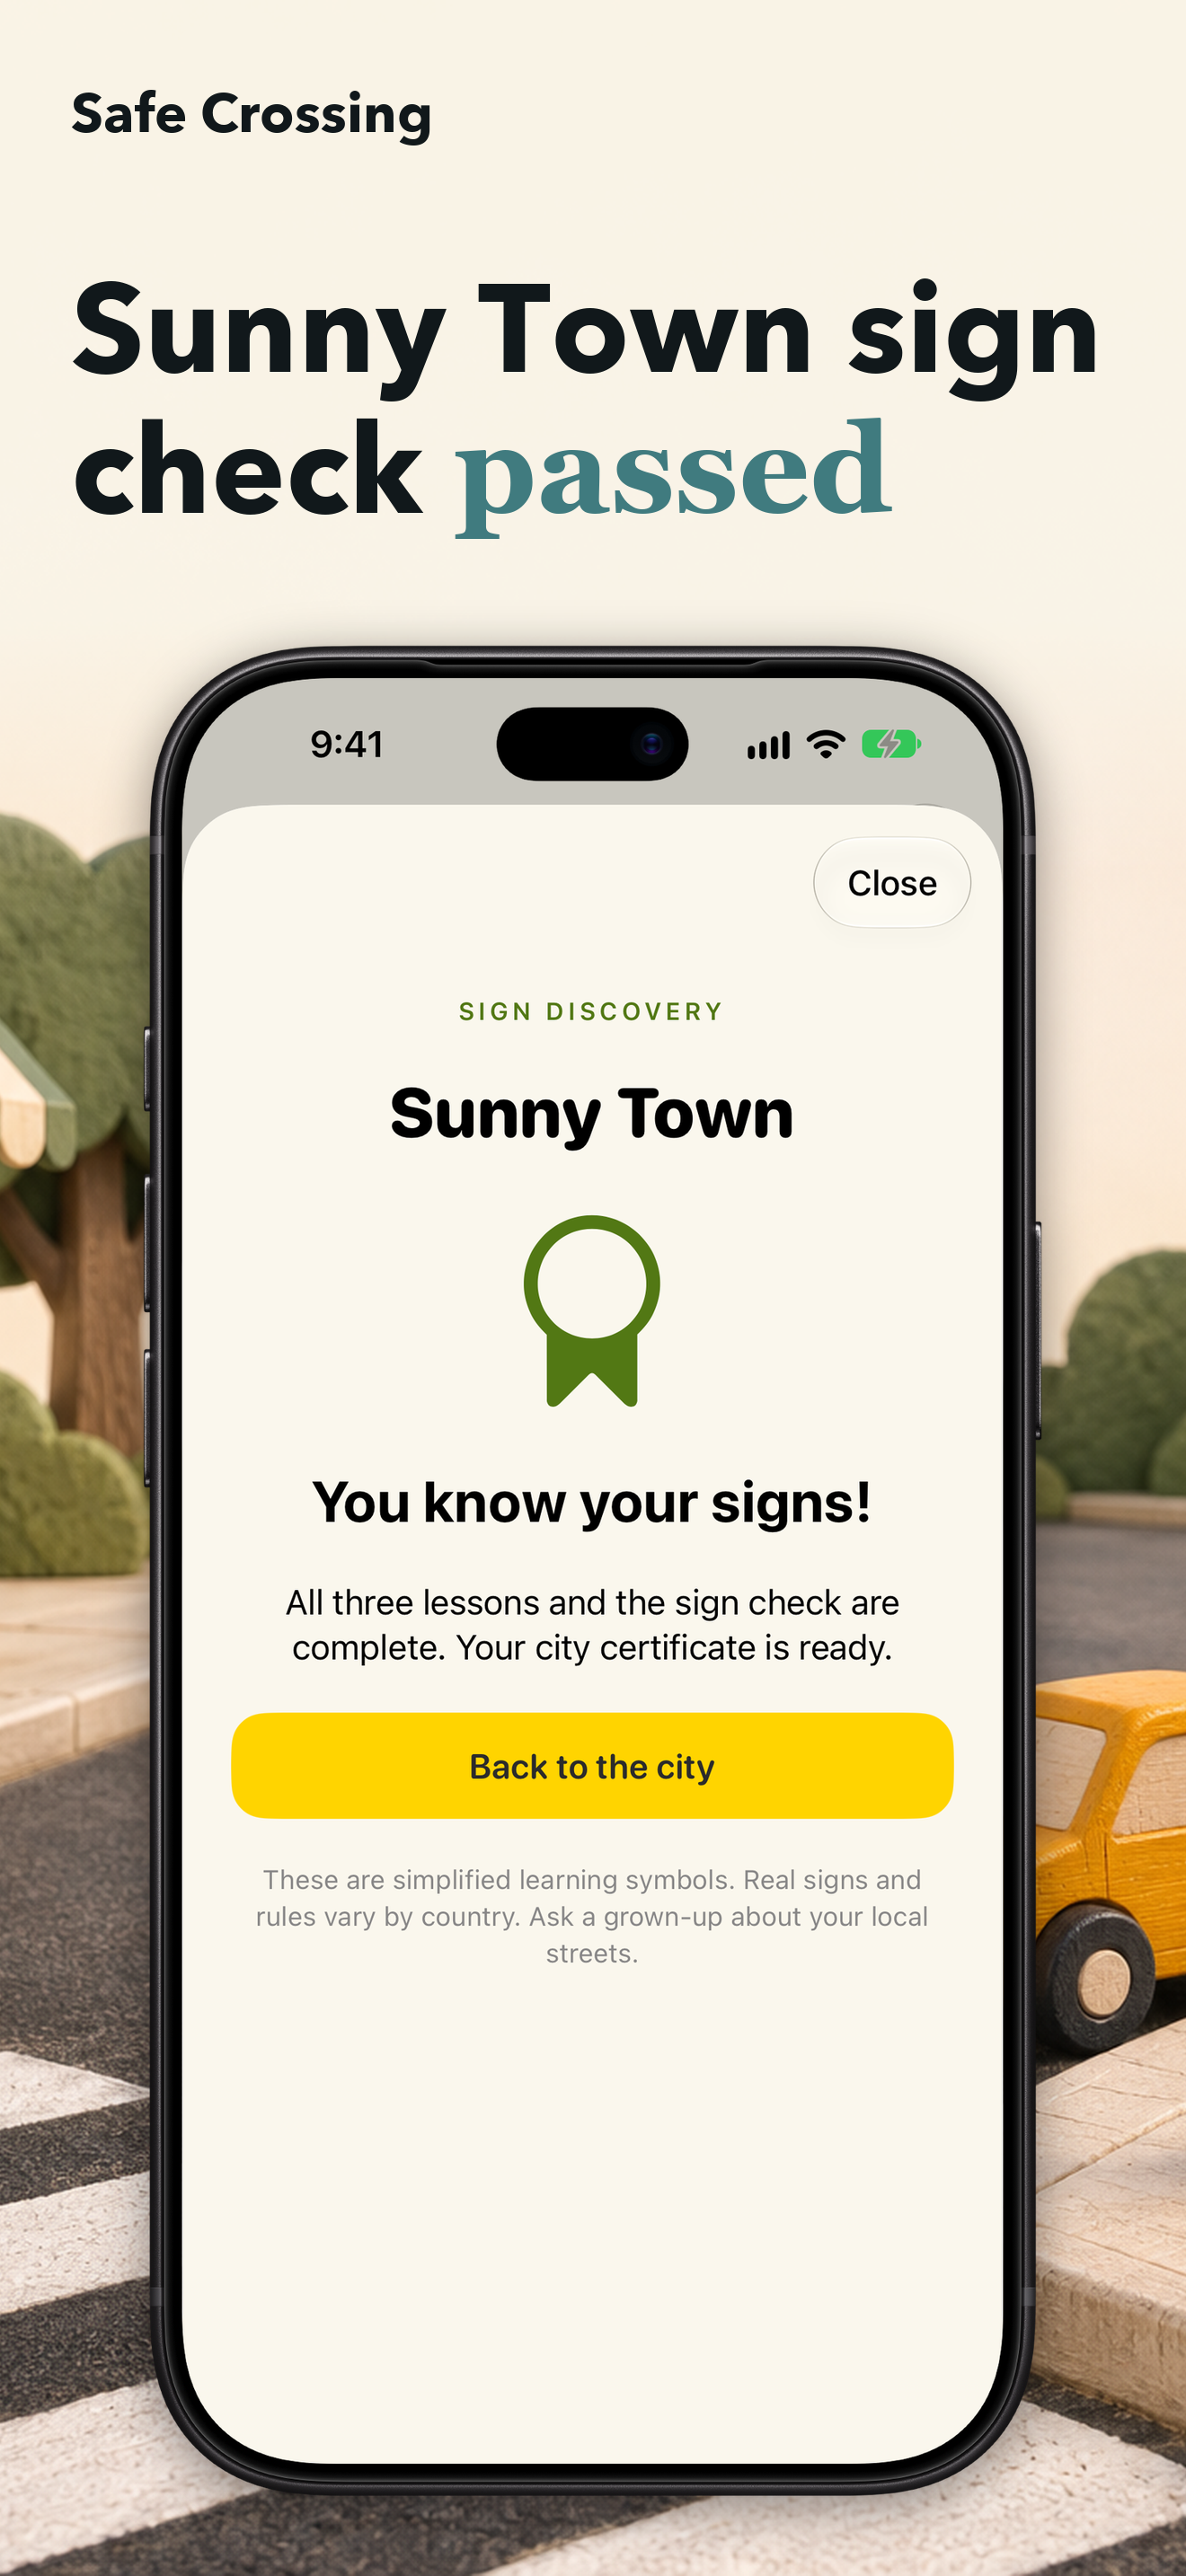 Safe Crossing
Sunny Town sign
check passed
9:41
Close
SIGN DISCOVERY
Sunny Town
You know your signs!
All three lessons and the sign check are
complete. Your city certificate is ready.
Back to the city
These are simplified learning symbols. Real signs and
rules vary by country. Ask a grown-up about your local
streets.